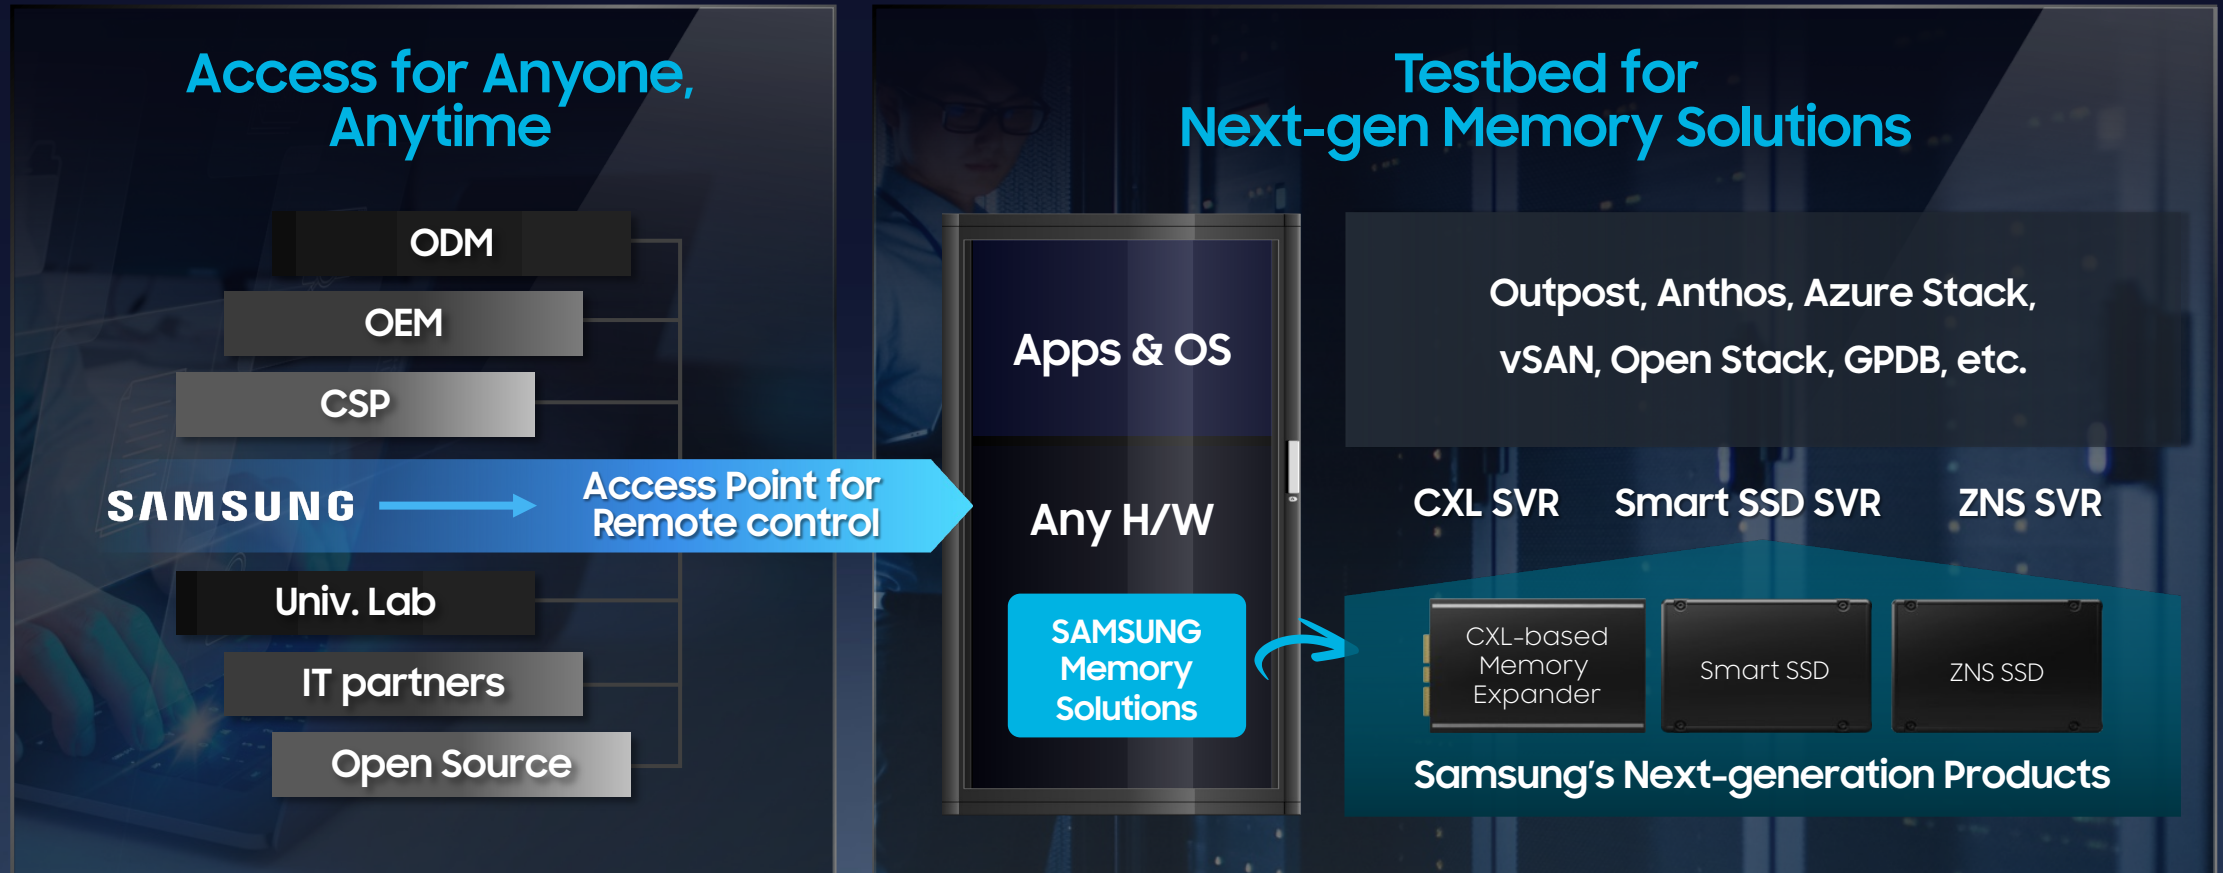 Access for Anyone,
Anytime
ODM
OEM
CSP
SAMSUNG
Access Point for
Remote control
Univ. Lab
IT partners
Open Source
Testbed for
Next-gen Memory Solutions
Apps & OS
Any H/W
SAMSUNG
Memory
Solutions
Outpost, Anthos, Azure Stack,
vSAN, Open Stack, GPDB, etc.
CXL SVR Smart SSD SVR ZNS SVR
CXL-based
Memory
Expander
Smart SSD
ZNS SSD
Samsung's Next-generation Products